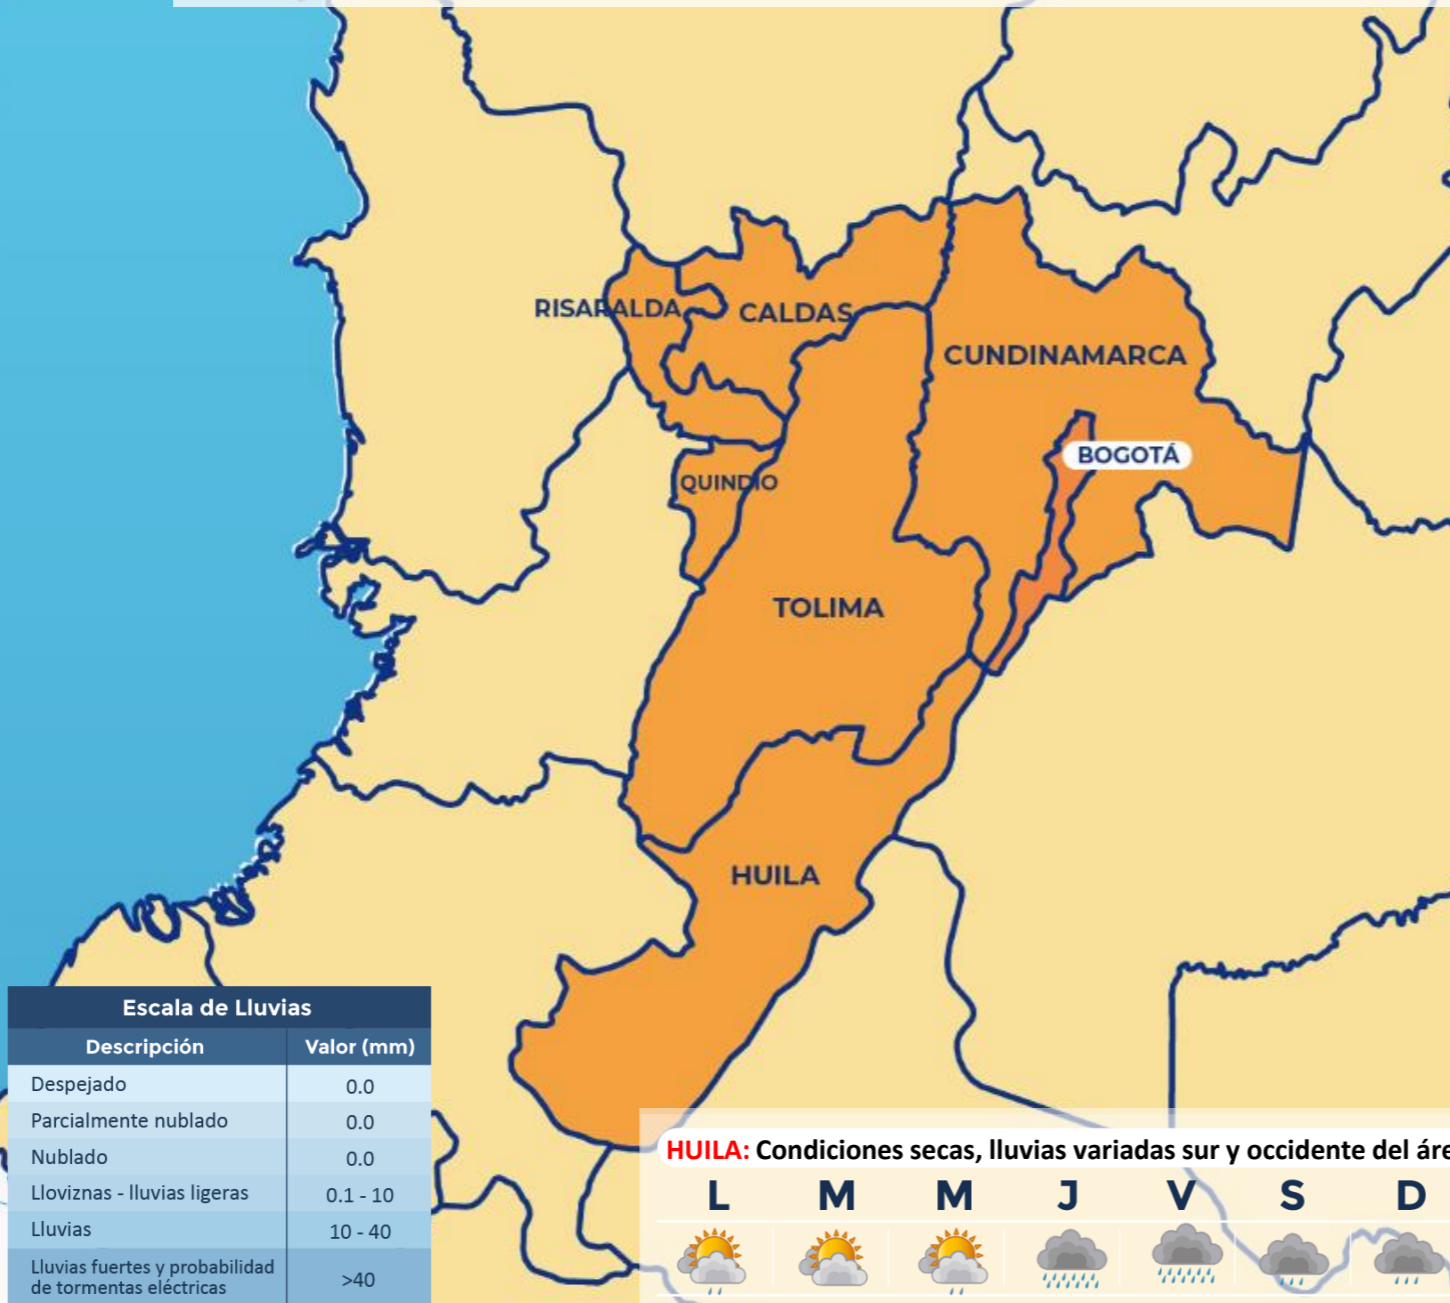 RISARALDA
CALDAS
CUNDINAMARCA
BOGOTÁ
QUINDIO
TOLIMA
HUILA
Escala de Lluvias
Descripción Valor (mm)
Despejado 0.0
Parcialmente nublado 0.0
Nublado 0.0
Lloviznas - lluvias ligeras 0.1 - 10
Lluvias 10 - 40
Lluvias fuertes y probabilidad
de tormentas eléctricas >40
HUILA: Condiciones secas, lluvias variadas sur y occidente del áre
L M M J V S D